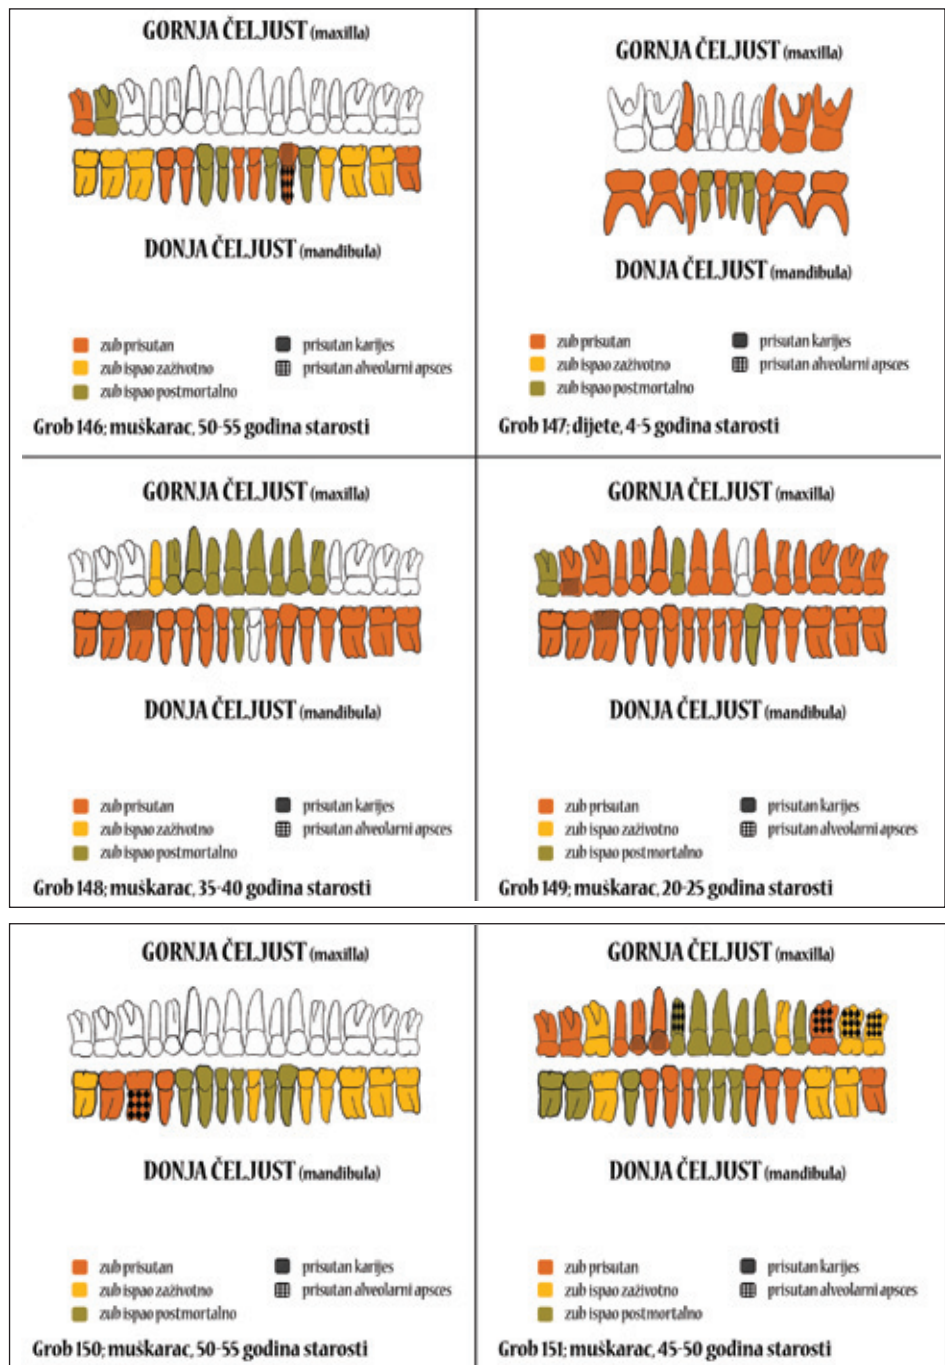 GORNJA ČELJUST (maxilla)
DONJA ČELJUST (mandibula)
zub prisutan
zub ispao zaživotno
zub ispao postmortalno
prisutan karijes
prisutan alveolarni apsces
Grob 146; muškarac, 50-55 godina starosti
GORNJA ČELJUST (maxilla)
DONJA ČELJUST (mandibula)
zub prisutan
zub ispao zaživotno
zub ispao postmortalno
prisutan karijes
prisutan alveolarni apsces
Grob 147; dijete, 4-5 godina starosti
GORNJA ČELJUST (maxilla)
DONJA ČELJUST (mandibula)
zub prisutan
zub ispao zaživotno
zub ispao postmortalno
prisutan karijes
prisutan alveolarni apsces
Grob 148; muškarac, 35-40 godina starosti
GORNJA ČELJUST (maxilla)
DONJA ČELJUST (mandibula)
zub prisutan
zub ispao zaživotno
zub ispao postmortalno
prisutan karijes
prisutan alveolarni apsces
Grob 149; muškarac, 20-25 godina starosti
GORNJA ČELJUST (maxilla)
DONJA ČELJUST (mandibula)
zub prisutan
zub ispao zaživotno
zub ispao postmortalno
prisutan karijes
prisutan alveolarni apsces
Grob 150; muškarac, 50-55 godina starosti
GORNJA ČELJUST (maxilla)
DONJA ČELJUST (mandibula)
zub prisutan
zub ispao zaživotno
zub ispao postmortalno
prisutan karijes
prisutan alveolarni apsces
Grob 151; muškarac, 45-50 godina starosti